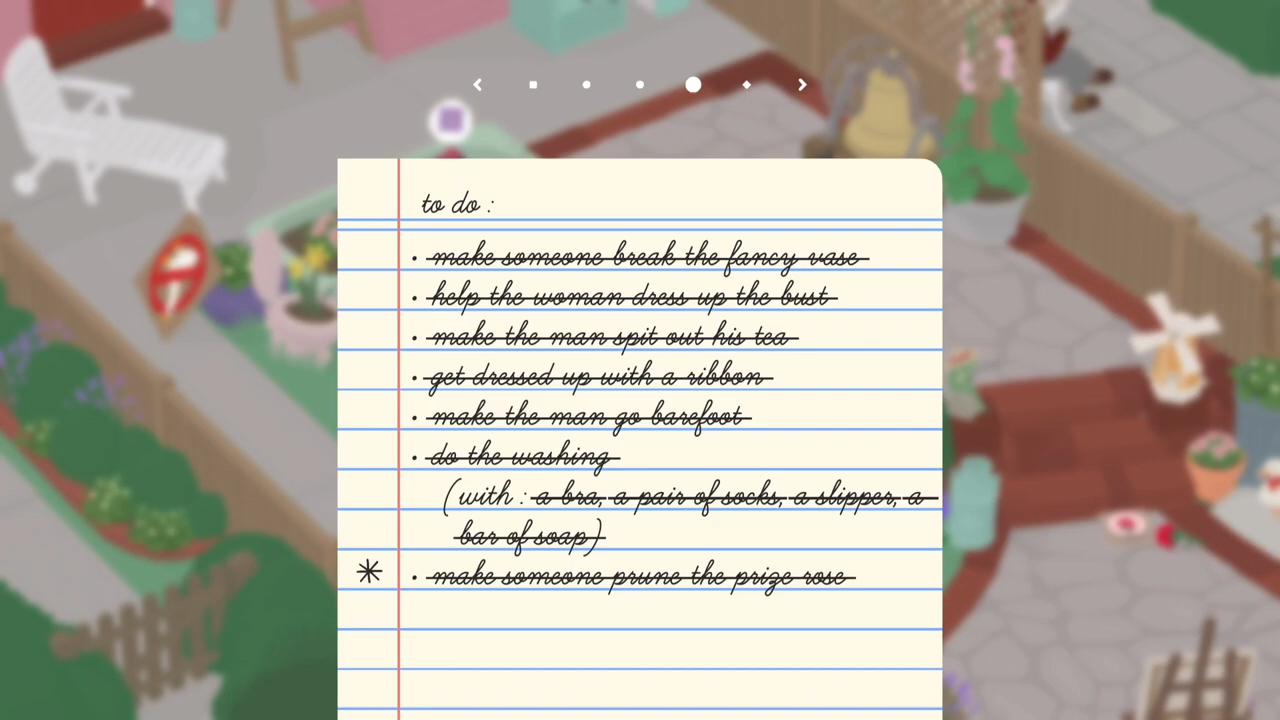 to do :
• make someone break the fancy vase
• help the woman dress up the bust
• make the man spit out his tea
• get dressed up with a ribbon
• make the man go barefoot
• do the washing
(with : a bra, a pair of socks, a slipper, a
bar of soap)
* • make someone prune the prize rose